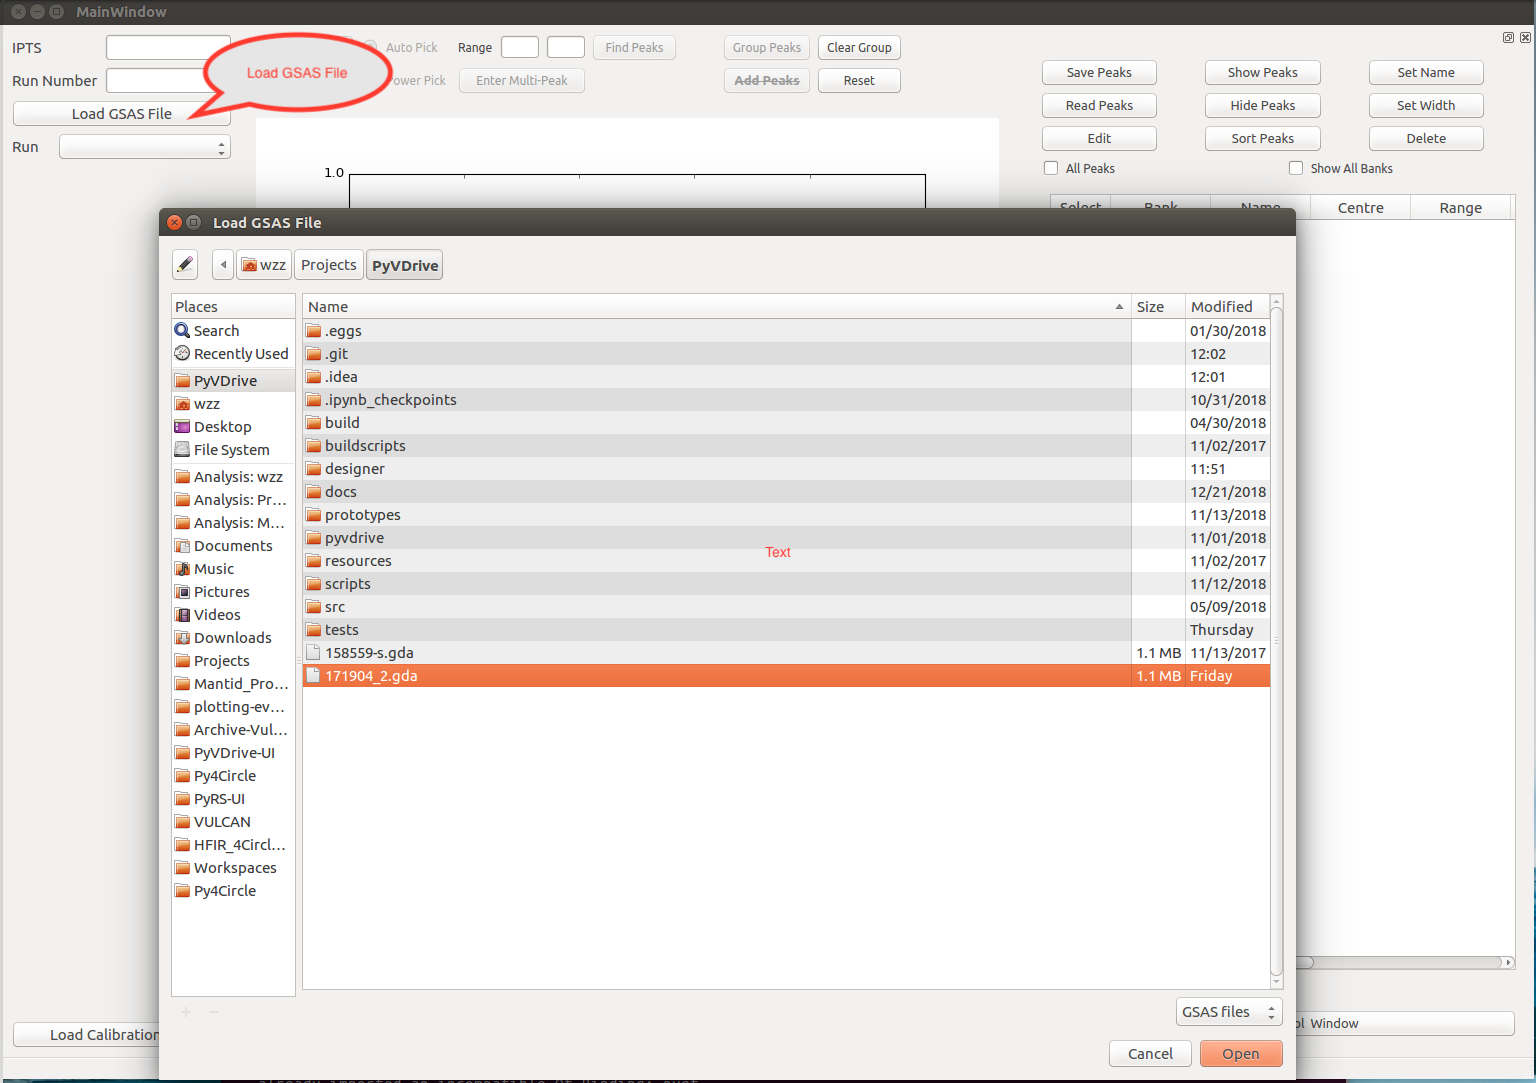 MainWindow
IPTS
Auto Pick
Range
Find Peaks
Group Peaks
Clear Group
Load GSAS File
Run Number
ower Pick
Enter Multi-Peak
Add Peaks
Reset
Save Peaks
Show Peaks
Set Name
Load GSAS File
Read Peaks
Hide Peaks
Set Width
Run
Edit
Sort Peaks
Delete
All Peaks
Show All Banks
1.0
Select
Bank
Name
Centre
Range
Load GSAS File
wzz
Projects
PyVDrive
Places
Search
Recently Used
PyVDrive
wzz
Desktop
File System
Analysis: wzz
Analysis: Pr...
Analysis: M...
Documents
Music
Pictures
Videos
Downloads
Projects
Mantid_Pro...
plotting-ev...
Archive-Vul...
PyVDrive-UI
Py4Circle
PyRS-UI
VULCAN
HFIR_4Circl...
Workspaces
Py4Circle
Name Size Modified
.eggs 01/30/2018
.git 12:02
.idea 12:01
.ipynb_checkpoints 10/31/2018
build 04/30/2018
buildscripts 11/02/2017
designer 11:51
docs 12/21/2018
prototypes 11/13/2018
pyvdrive 11/01/2018
Text
resources 11/02/2017
scripts 11/12/2018
src 05/09/2018
tests Thursday
158559-s.gda 1.1 MB 11/13/2017
171904_2.gda 1.1 MB Friday
GSAS files
Cancel
Open
Load Calibration
ol Window